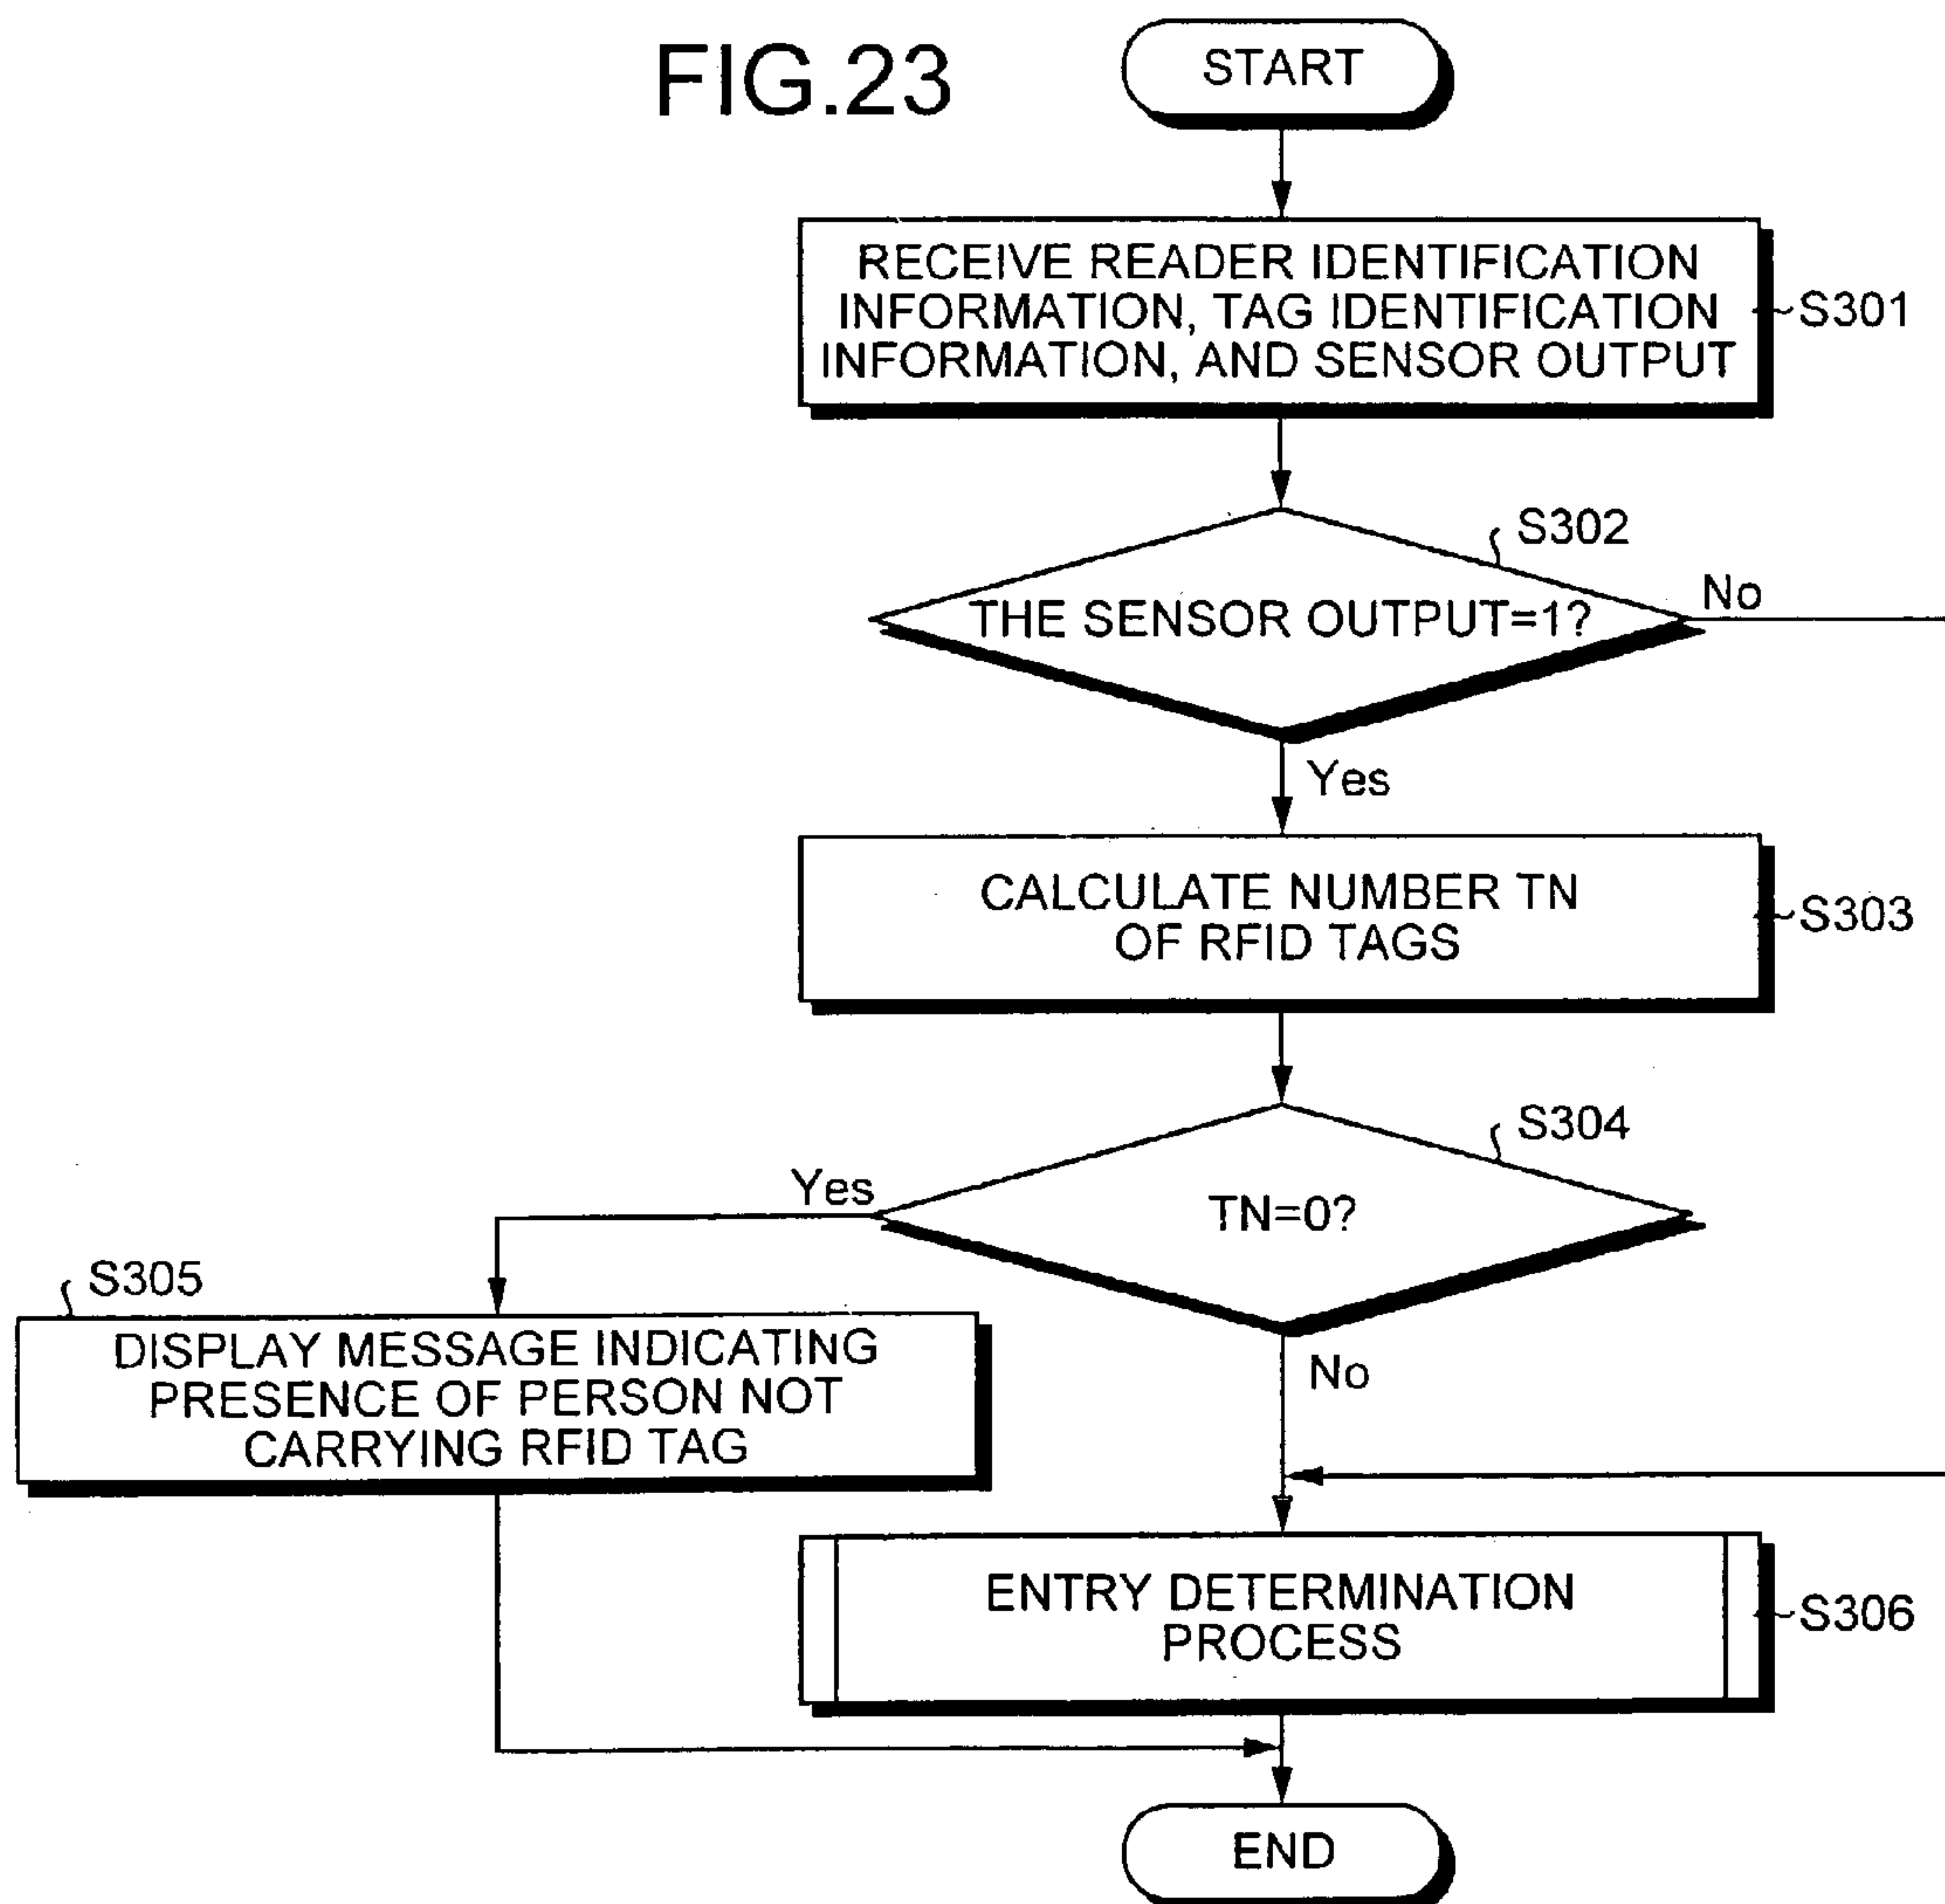 FIG.23
START
RECEIVE READER IDENTIFICATION
INFORMATION, TAG IDENTIFICATION
INFORMATION, AND SENSOR OUTPUT
S301
S302
THE SENSOR OUTPUT=1?
No
Yes
CALCULATE NUMBER TN
OF RFID TAGS
S303
S304
TN=0?
Yes
No
S305
DISPLAY MESSAGE INDICATING
PRESENCE OF PERSON NOT
CARRYING RFID TAG
ENTRY DETERMINATION
PROCESS
S306
END